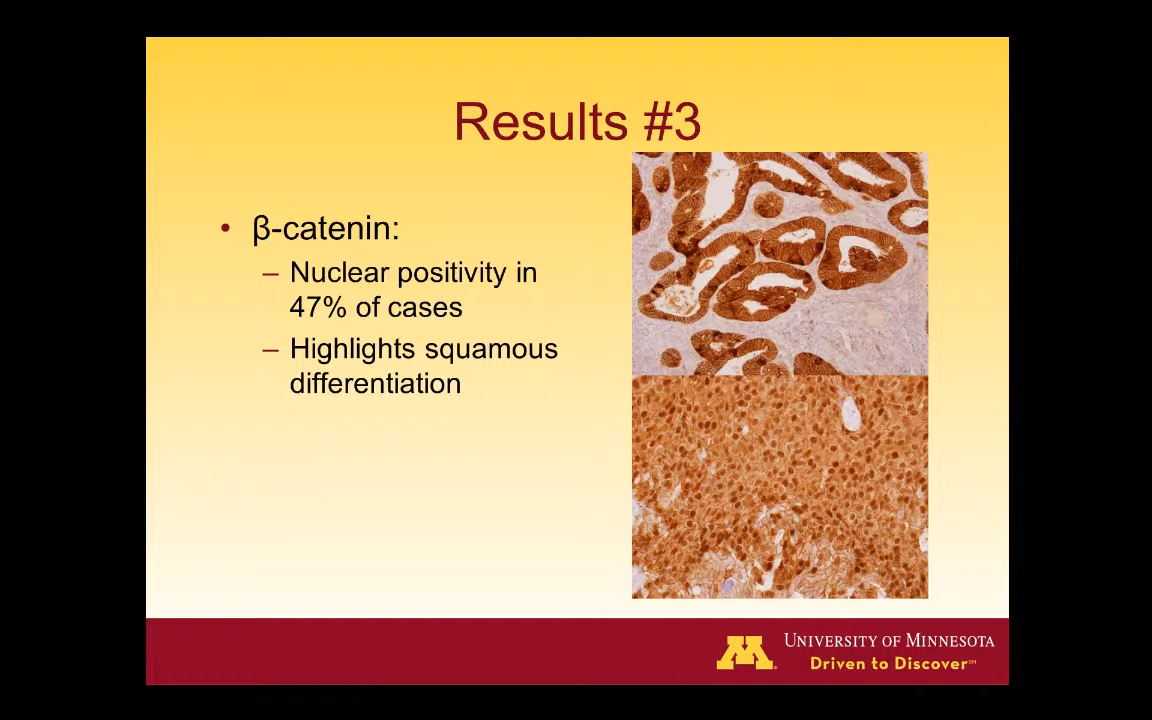 Results #3
• β-catenin:
– Nuclear positivity in
47% of cases
– Highlights squamous
differentiation
UNIVERSITY OF MINNESOTA
Driven to Discover℠